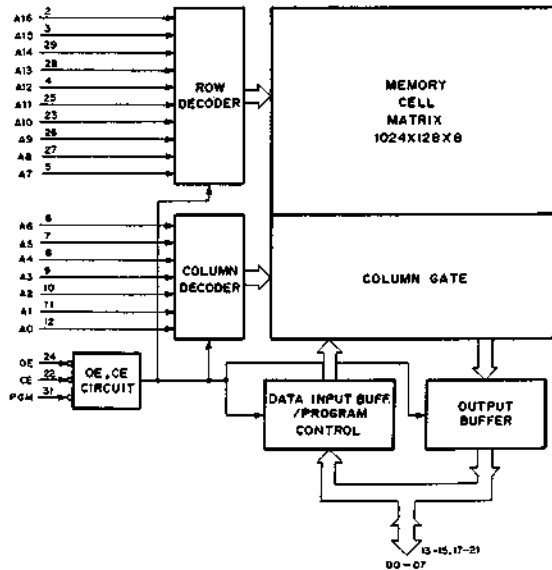 A16 2
A15 3
A14 29
A13 28
A12 4
A11 25
A10 23
A9 26
A8 27
A7 5
ROW
DECODER
MEMORY
CELL
MATRIX
1024X128X8
A6 6
A5 7
A4 8
A3 9
A2 10
A1 11
A0 12
COLUMN
DECODER
COLUMN GATE
OE 24
CE 22
PGM 31
OE,CE
CIRCUIT
DATA INPUT BUFF.
/PROGRAM
CONTROL
OUTPUT
BUFFER
13-15,17-21
00-07